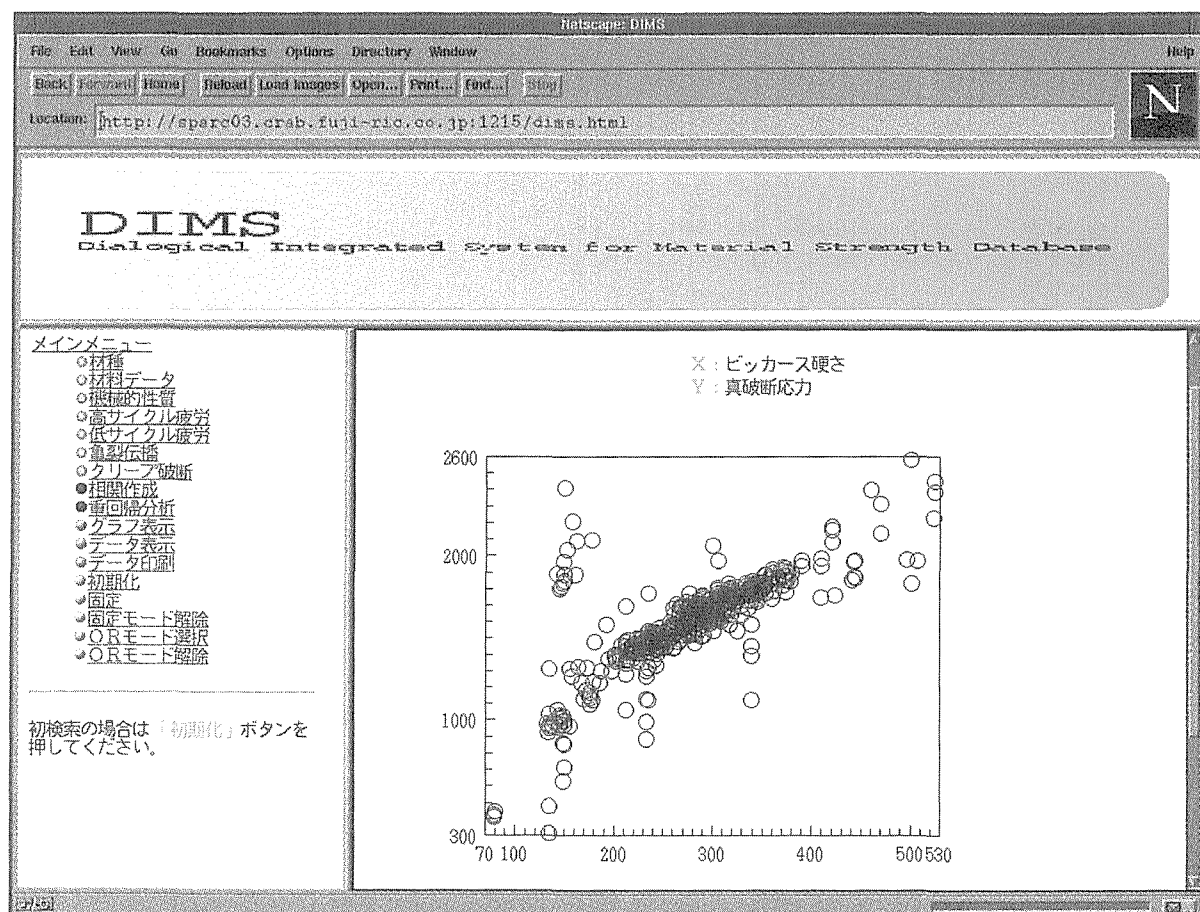 Netscape: DIMS
File Edit View Go Bookmarks Options Directory Window Help
Back Forward Home Reload Load Images Open... Print... Find... Stop
Location: http://sparc03.crab.fuji-ric.co.jp:1215/dims.html
N
DIMS
Dialogical Integrated System for Material Strength Database
メインメニュー
材種
材料データ
機械的性質
高サイクル疲労
低サイクル疲労
亀裂伝播
クリープ破断
相関作成
重回帰分析
グラフ表示
データ表示
データ印刷
初期化
固定
固定モード解除
ORモード選択
ORモード解除
初検索の場合は「初期化」ボタンを
押してください。
X:ビッカース硬さ
Y:真破断応力
2600
2000
1000
300
70 100 200 300 400 500 530